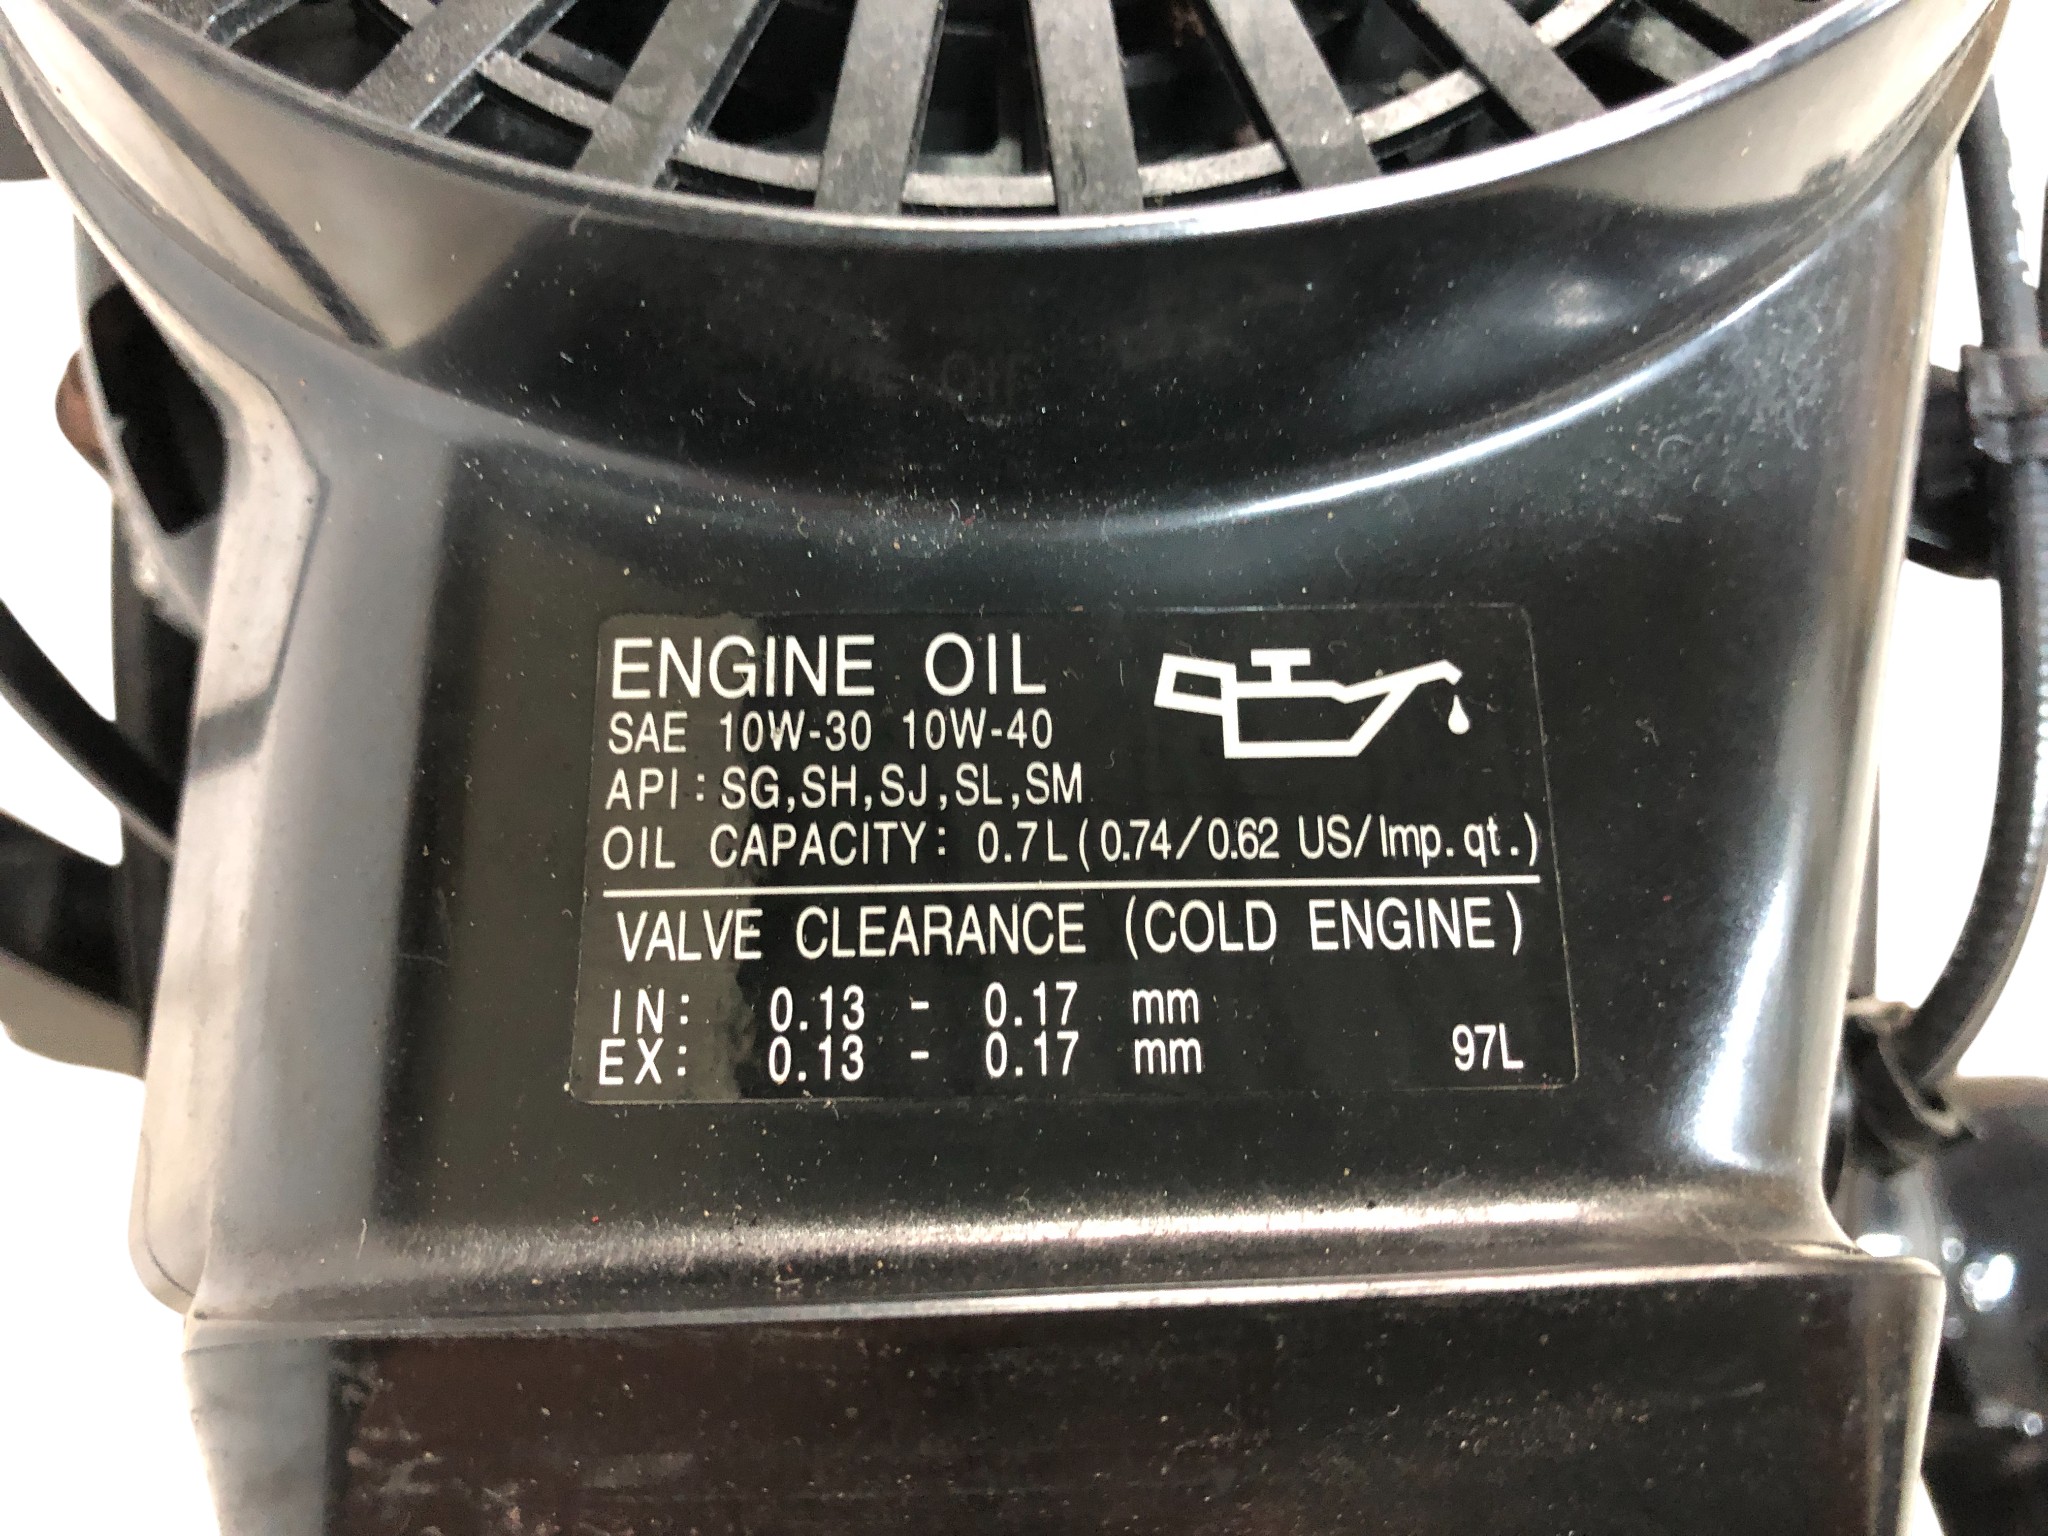 ENGINE OIL
SAE 10W-30 10W-40
API: SG,SH,SJ,SL,SM
OIL CAPACITY: 0.7L(0.74/0.62 US/Imp.qt.)
VALVE CLEARANCE (COLD ENGINE)
IN: 0.13 - 0.17 mm
EX: 0.13 - 0.17 mm 97L